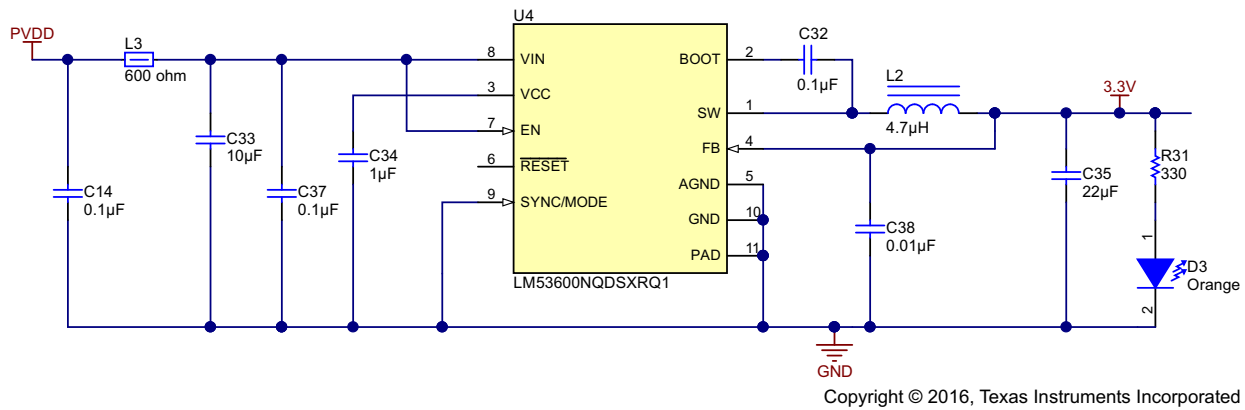 U4
PVDD
L3
600 ohm
8
VIN
BOOT
2
C32
0.1µF
L2
4.7µH
3.3V
3
VCC
SW
1
7
EN
FB
4
6
RESET
AGND
5
9
SYNC/MODE
GND
10
PAD
11
LM53600NQDSXRQ1
C33
10µF
C34
1µF
C14
0.1µF
C37
0.1µF
C38
0.01µF
C35
22µF
R31
330
1
D3
Orange
2
GND
Copyright © 2016, Texas Instruments Incorporated